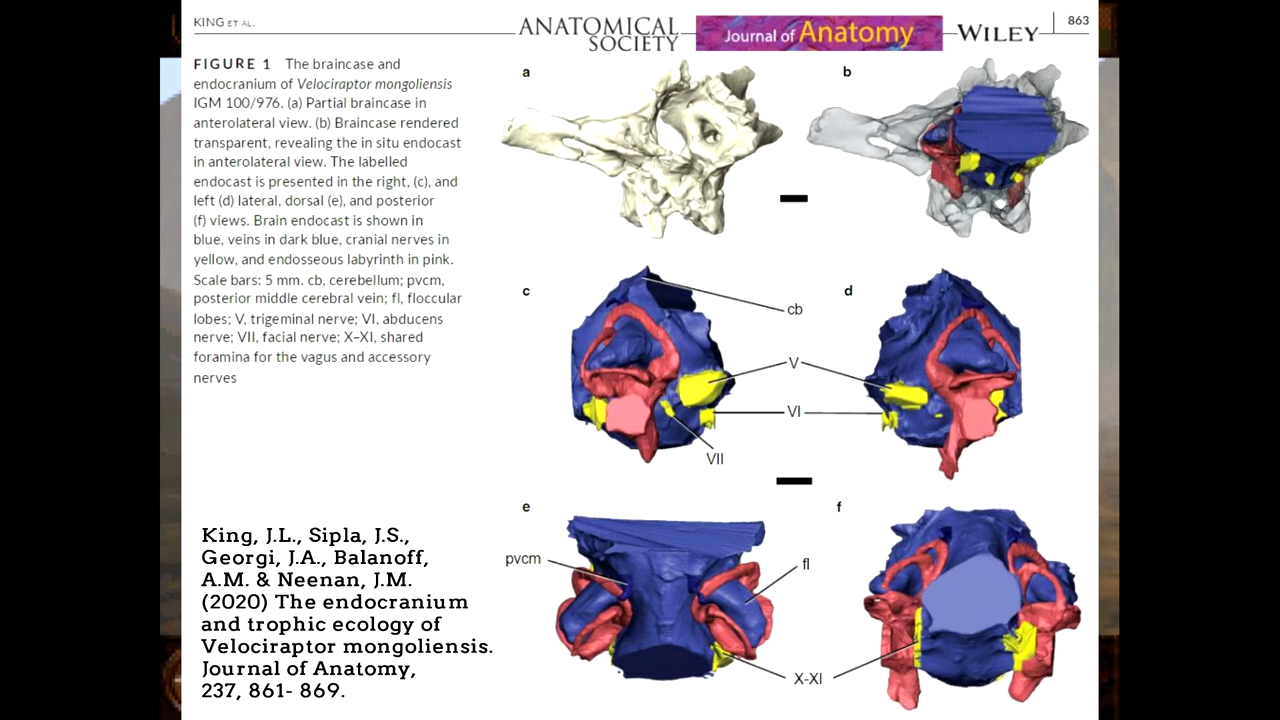 KING ET AL.
ANATOMICAL
SOCIETY
Journal of Anatomy
WILEY
863
FIGURE 1 The braincase and
endocranium of Velociraptor mongoliensis
IGM 100/976. (a) Partial braincase in
anterolateral view. (b) Braincase rendered
transparent, revealing the in situ endocast
in anterolateral view. The labelled
endocast is presented in the right, (c), and
left (d) lateral, dorsal (e), and posterior
(f) views. Brain endocast is shown in
blue, veins in dark blue, cranial nerves in
yellow, and endosseous labyrinth in pink.
Scale bars: 5 mm. cb, cerebellum; pvcm,
posterior middle cerebral vein; fl, floccular
lobes; V, trigeminal nerve; VI, abducens
nerve; VII, facial nerve; X–XI, shared
foramina for the vagus and accessory
nerves
a
b
c
d
cb
V
VI
VII
e
f
pvcm
fl
X-XI
King, J.L., Sipla, J.S.,
Georgi, J.A., Balanoff,
A.M. & Neenan, J.M.
(2020) The endocranium
and trophic ecology of
Velociraptor mongoliensis.
Journal of Anatomy,
237, 861- 869.